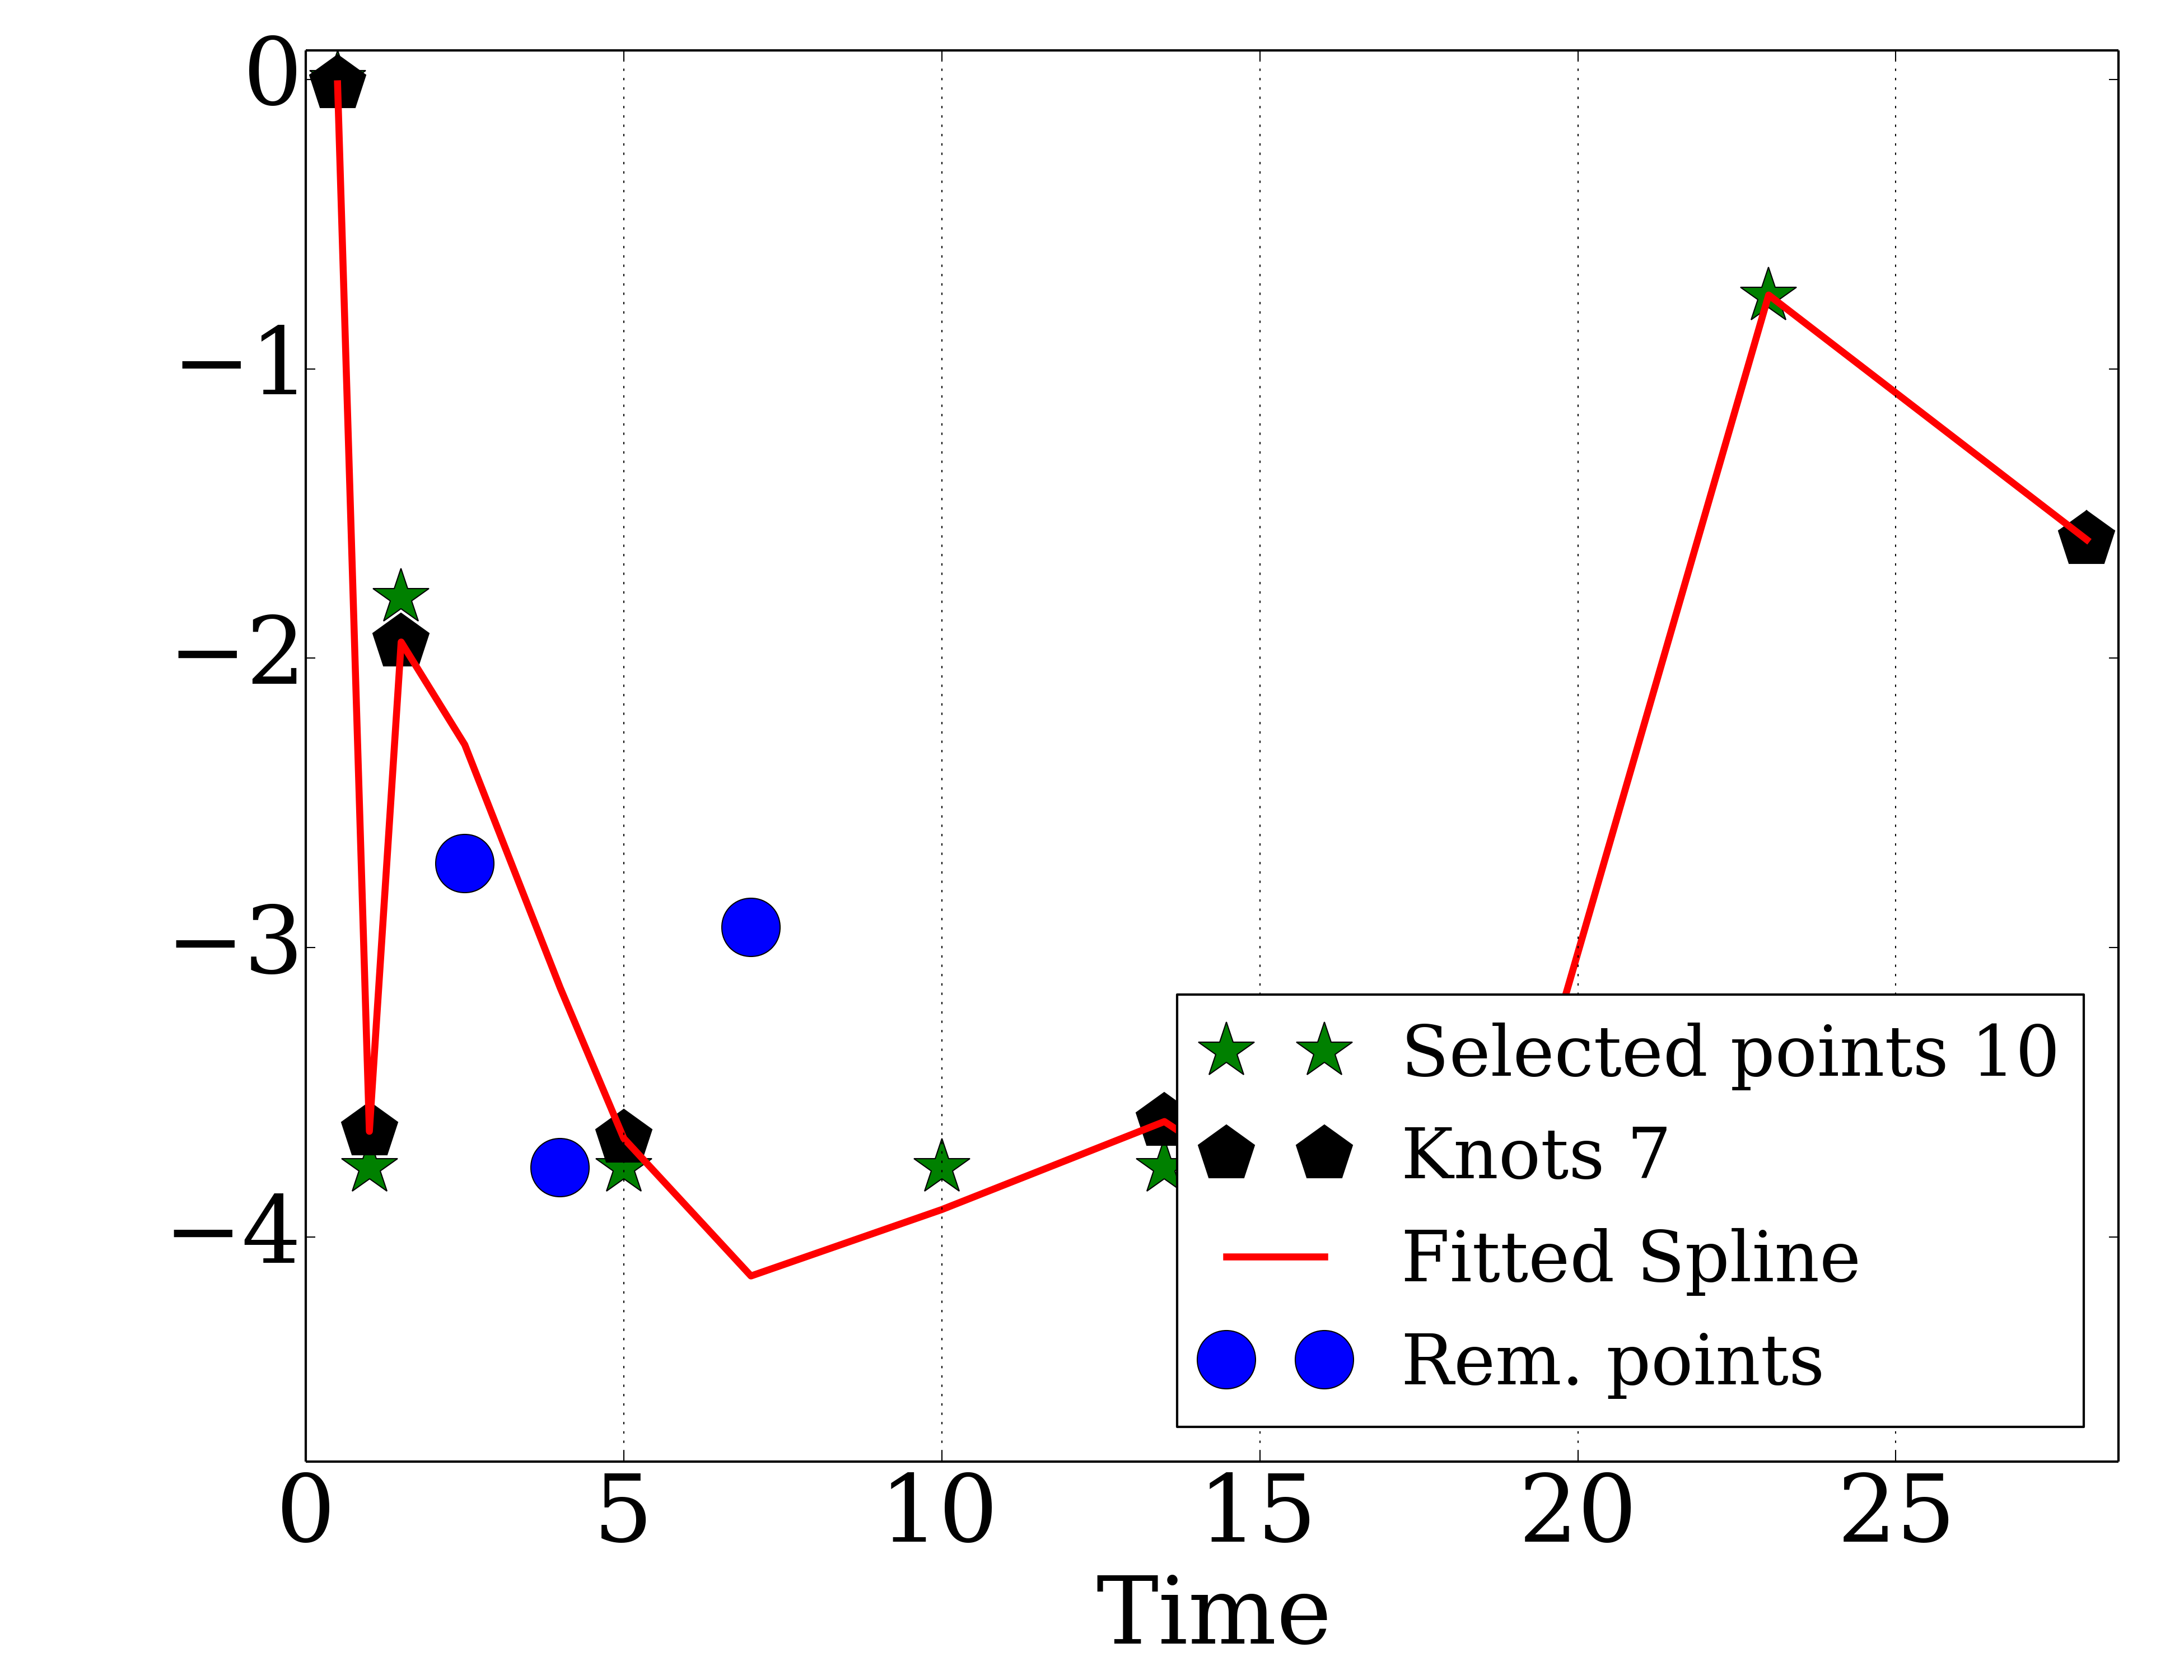 0
−1
−2
−3
−4
Selected points 10
Knots 7
Fitted Spline
Rem. points
0 5 10 15 20 25
Time